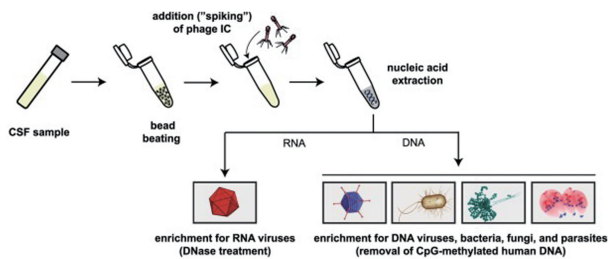 addition ("spiking")
of phage IC
nucleic acid
extraction
CSF sample
bead
beating
RNA
DNA
enrichment for RNA viruses
(DNase treatment)
enrichment for DNA viruses, bacteria, fungi, and parasites
(removal of CpG-methylated human DNA)